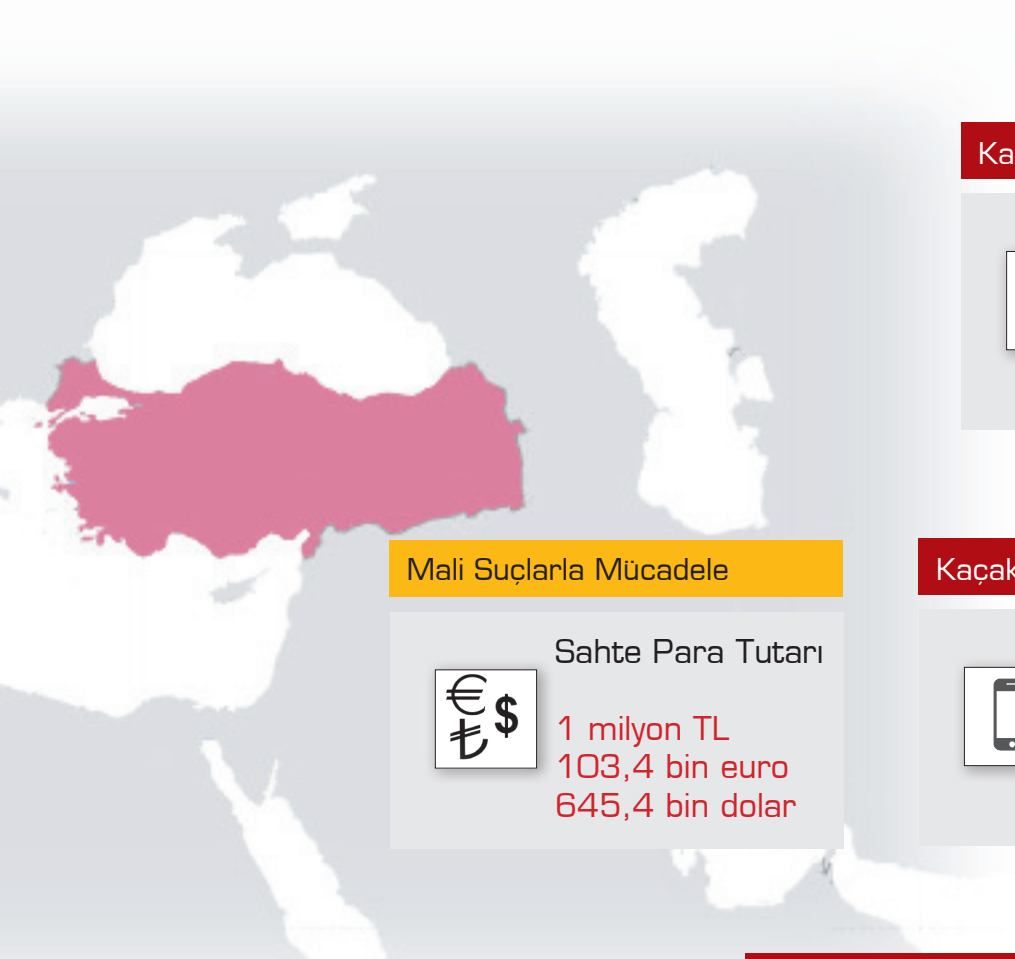 Mali Suçlarla Mücadele
Sahte Para Tutarı
€ $
₺
1 milyon TL
103,4 bin euro
645,4 bin dolar